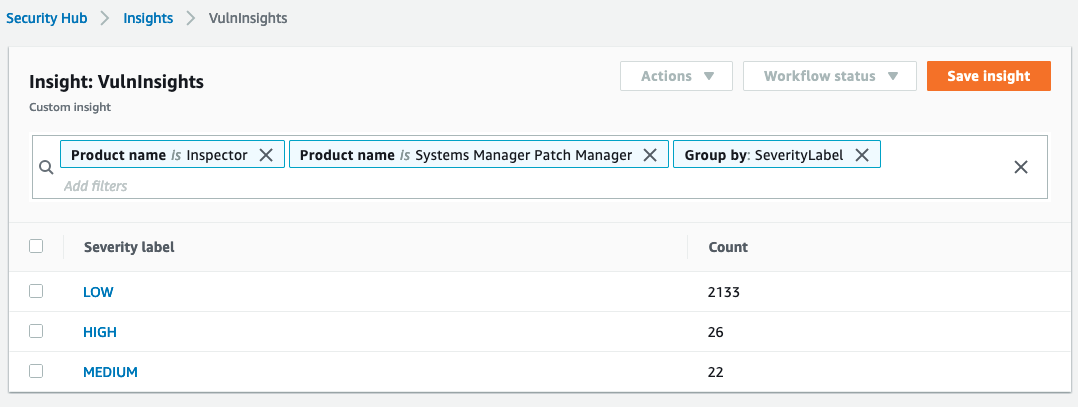 Security Hub > Insights > VulnInsights
Insight: VulnInsights
Actions ▼ Workflow status ▼ Save insight
Custom insight
Product name is Inspector Product name is Systems Manager Patch Manager Group by: SeverityLabel
Add filters
Severity label Count
LOW 2133
HIGH 26
MEDIUM 22